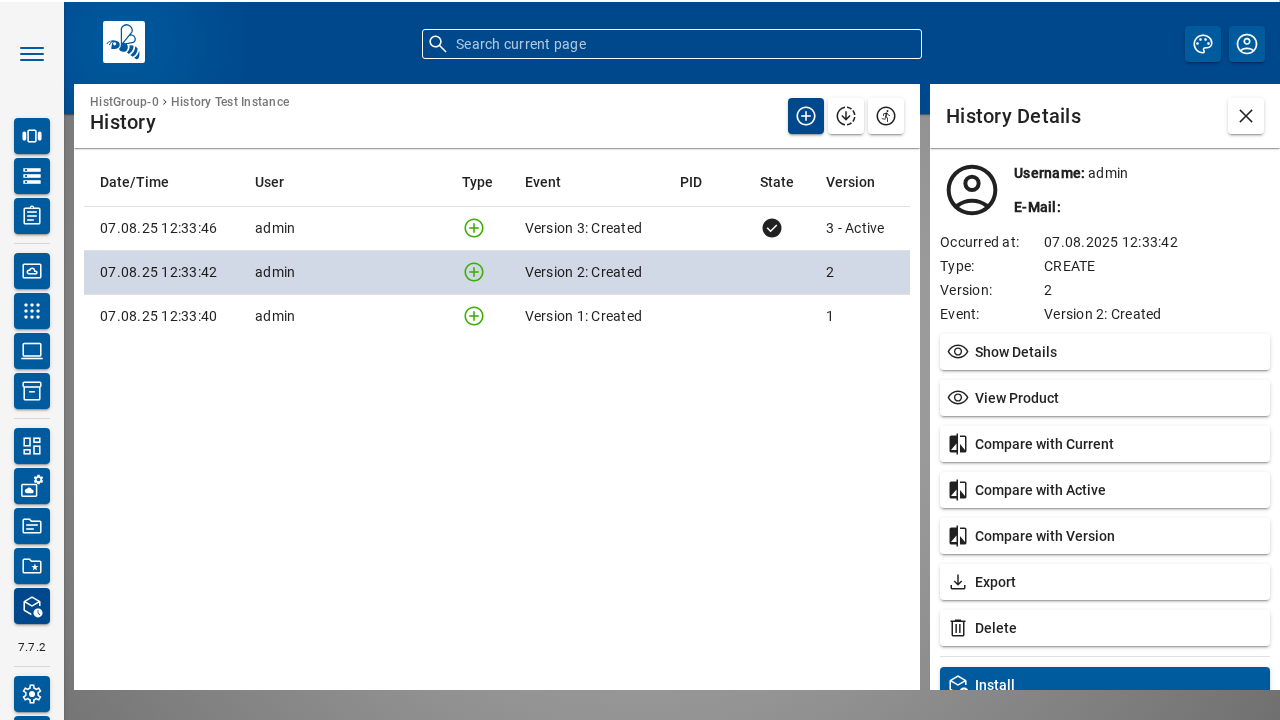 Search current page
HistGroup-0 › History Test Instance
History
Date/Time User Type Event PID State Version
07.08.25 12:33:46 admin Version 3: Created 3 - Active
07.08.25 12:33:42 admin Version 2: Created 2
07.08.25 12:33:40 admin Version 1: Created 1
History Details
Username: admin
E-Mail:
Occurred at: 07.08.2025 12:33:42
Type: CREATE
Version: 2
Event: Version 2: Created
Show Details
View Product
Compare with Current
Compare with Active
Compare with Version
Export
Delete
Install
7.7.2